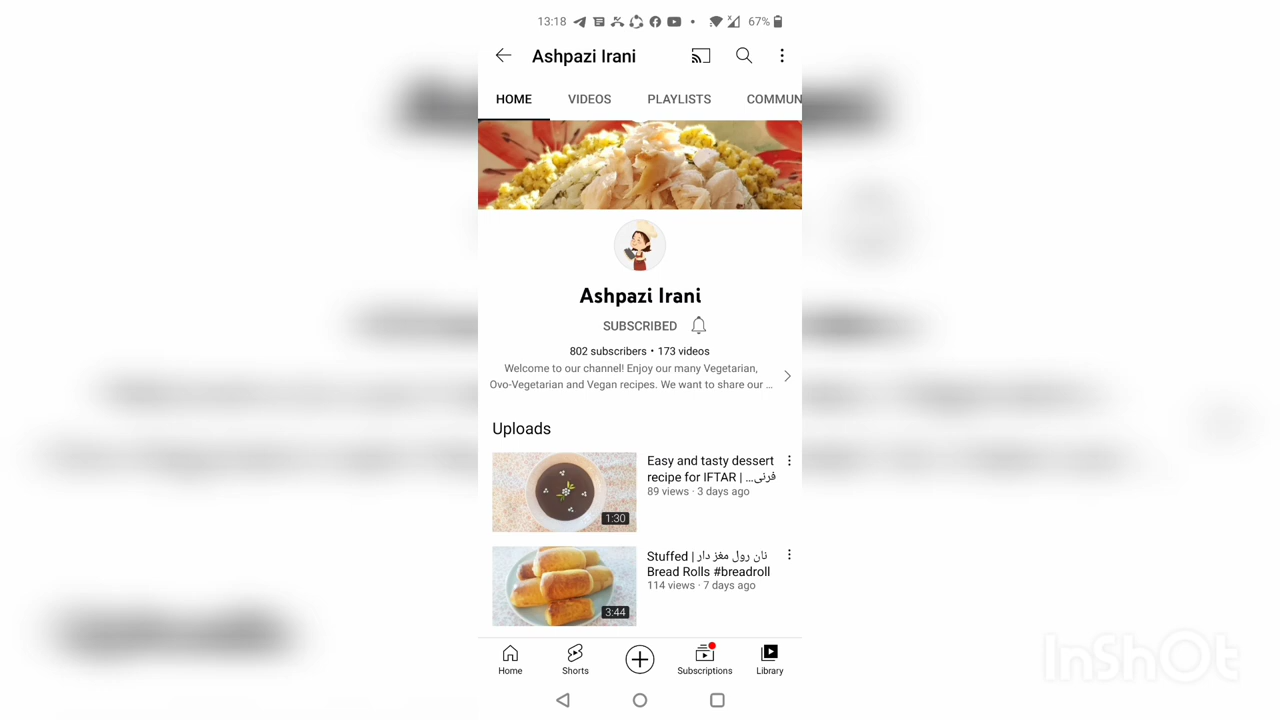 13:18
67%
Ashpazi Irani
HOME
VIDEOS
PLAYLISTS
COMMUN
Ashpazi Irani
SUBSCRIBED
802 subscribers • 173 videos
Welcome to our channel! Enjoy our many Vegetarian,
Ovo-Vegetarian and Vegan recipes. We want to share our ...
Uploads
Easy and tasty dessert
recipe for IFTAR | فرنی...
89 views · 3 days ago
1:30
Stuffed | نان رول مغز دار
Bread Rolls #breadroll
114 views · 7 days ago
3:44
Home
Shorts
Subscriptions
Library
InShOt